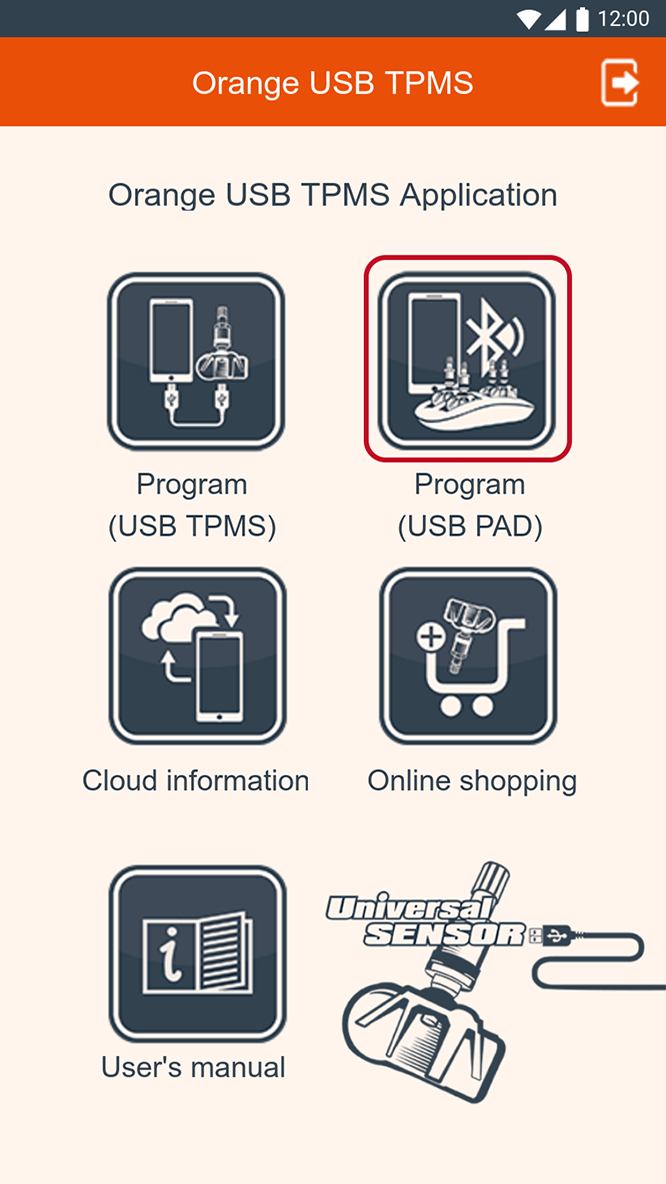 12:00
Orange USB TPMS
Orange USB TPMS Application
Program
(USB TPMS)
Program
(USB PAD)
Cloud information
Online shopping
Universal
SENSOR
User's manual